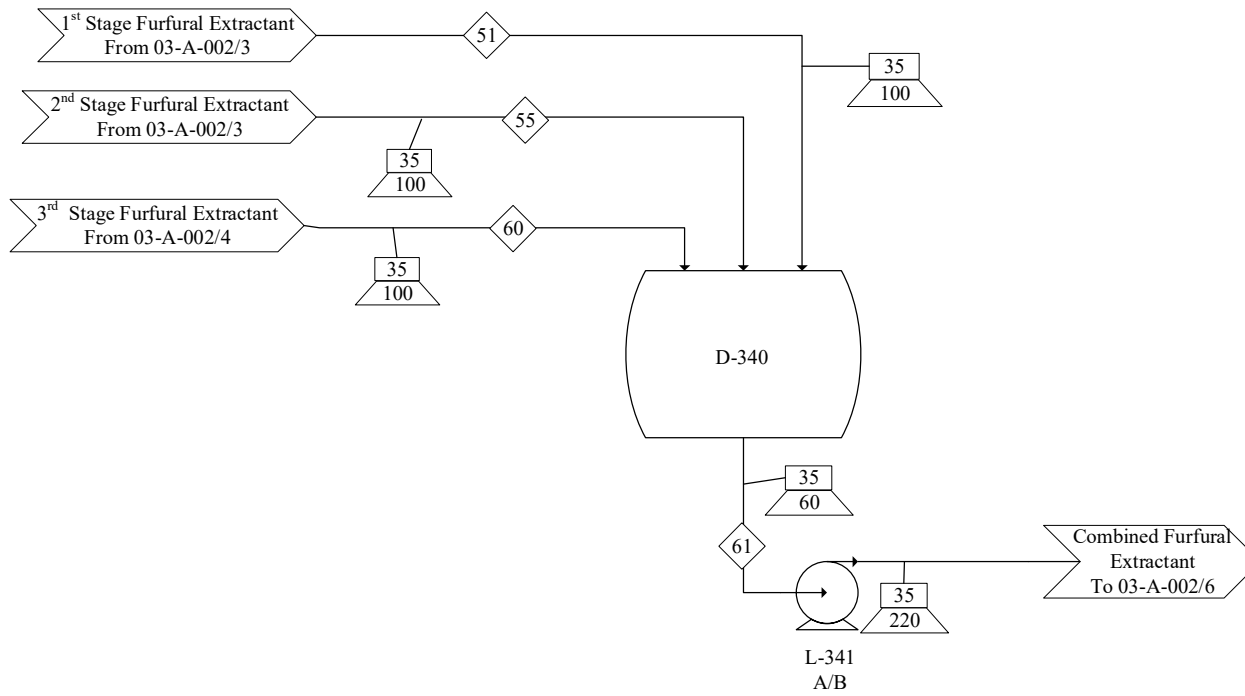 1st Stage Furfural Extractant
From 03-A-002/3
51
35
100
2nd Stage Furfural Extractant
From 03-A-002/3
55
35
100
3rd Stage Furfural Extractant
From 03-A-002/4
60
35
100
D-340
35
60
61
Combined Furfural
Extractant
To 03-A-002/6
35
220
L-341
A/B